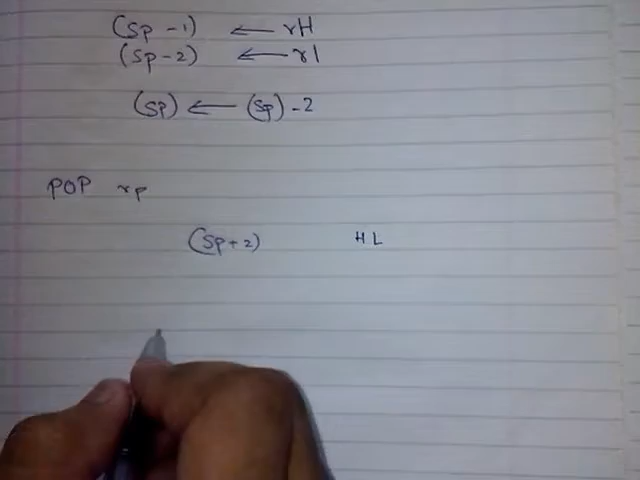 (SP - 1) ← rH
(SP - 2) ← rl
(SP) ← (SP) - 2
POP rp
(SP + 2) HL